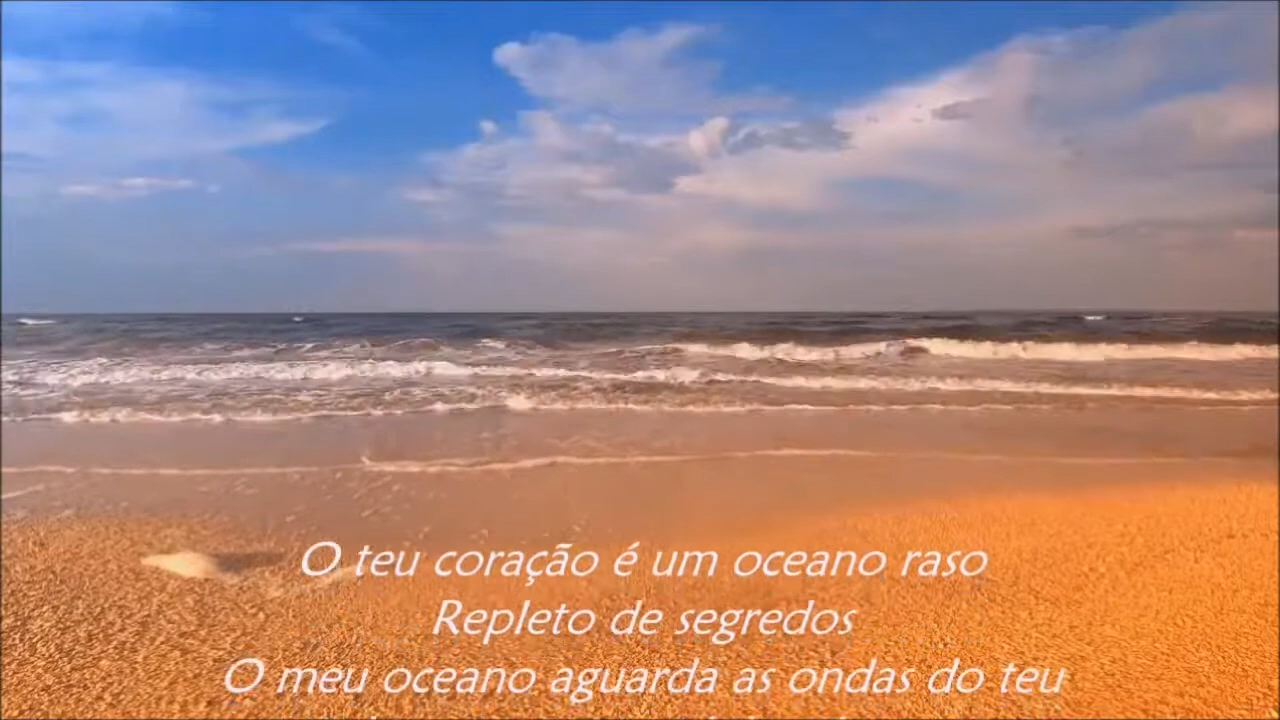 O teu coração é um oceano raso
Repleto de segredos
O meu oceano aguarda as ondas do teu